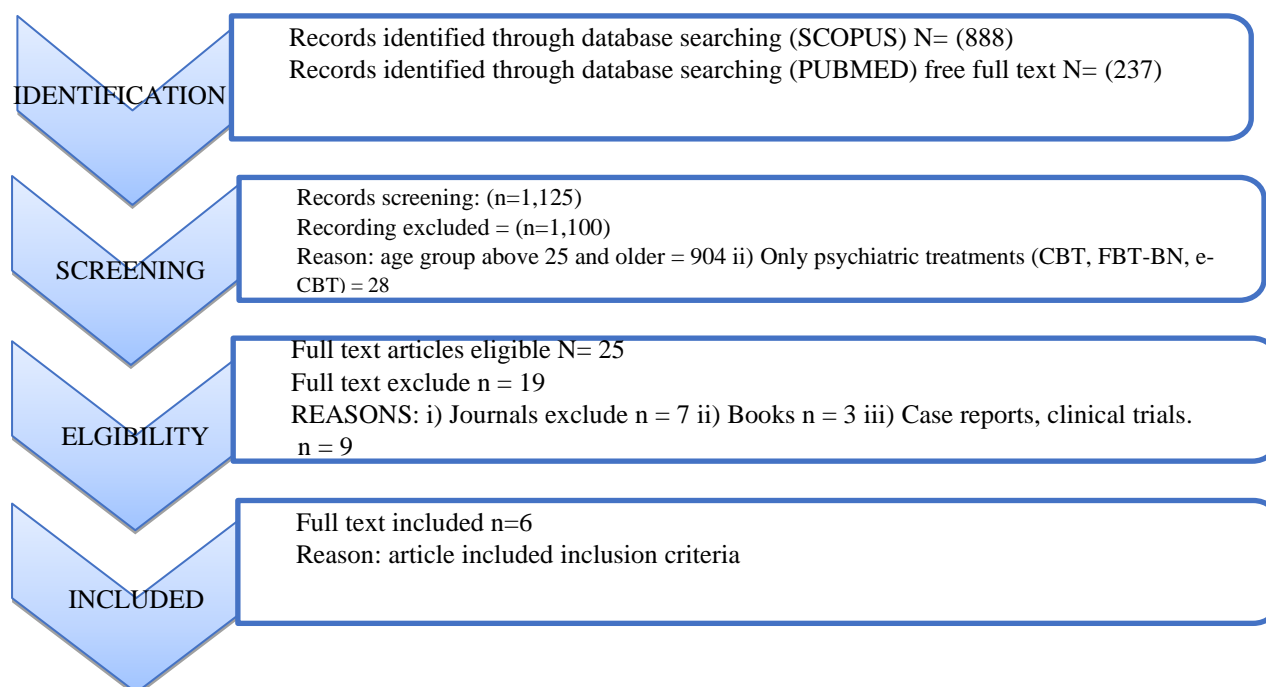 IDENTIFICATION
Records identified through database searching (SCOPUS) N= (888)
Records identified through database searching (PUBMED) free full text N= (237)
SCREENING
Records screening: (n=1,125)
Recording excluded = (n=1,100)
Reason: age group above 25 and older = 904 ii) Only psychiatric treatments (CBT, FBT-BN, e-
CBT) = 28
ELGIBILITY
Full text articles eligible N= 25
Full text exclude n = 19
REASONS: i) Journals exclude n = 7 ii) Books n = 3 iii) Case reports, clinical trials.
n = 9
INCLUDED
Full text included n=6
Reason: article included inclusion criteria